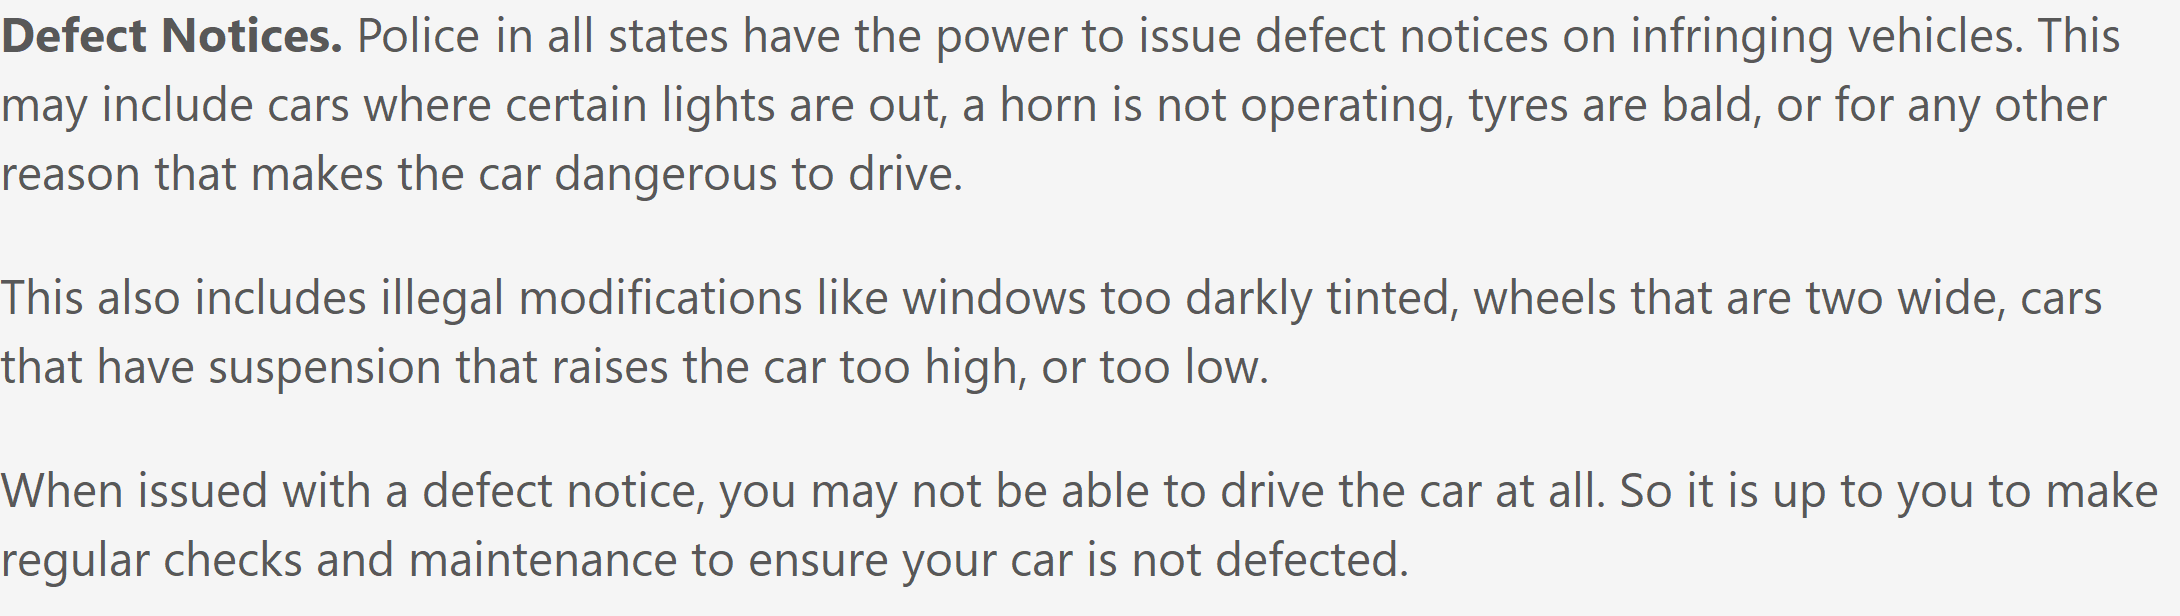 Defect Notices. Police in all states have the power to issue defect notices on infringing vehicles. This
may include cars where certain lights are out, a horn is not operating, tyres are bald, or for any other
reason that makes the car dangerous to drive.
This also includes illegal modifications like windows too darkly tinted, wheels that are two wide, cars
that have suspension that raises the car too high, or too low.
When issued with a defect notice, you may not be able to drive the car at all. So it is up to you to make
regular checks and maintenance to ensure your car is not defected.